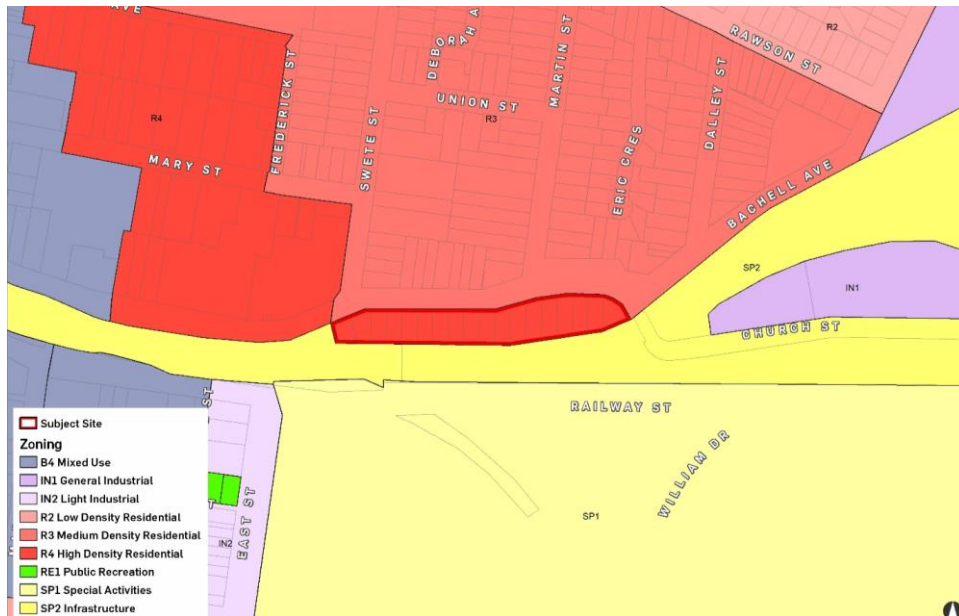 AVE
R4
MARY ST
FREDERICK ST
SWETE ST
DEBORAH A
UNION ST
R3
MARTIN ST
ERIC CRES
DALLEY ST
RAWSON ST
R2
BACHELL AVE
SP2
IN1
CHURCH ST
RAILWAY ST
WILLIAM DR
SP1
EAST ST
IN2
Subject Site
Zoning
B4 Mixed Use
IN1 General Industrial
IN2 Light Industrial
R2 Low Density Residential
R3 Medium Density Residential
R4 High Density Residential
RE1 Public Recreation
SP1 Special Activities
SP2 Infrastructure